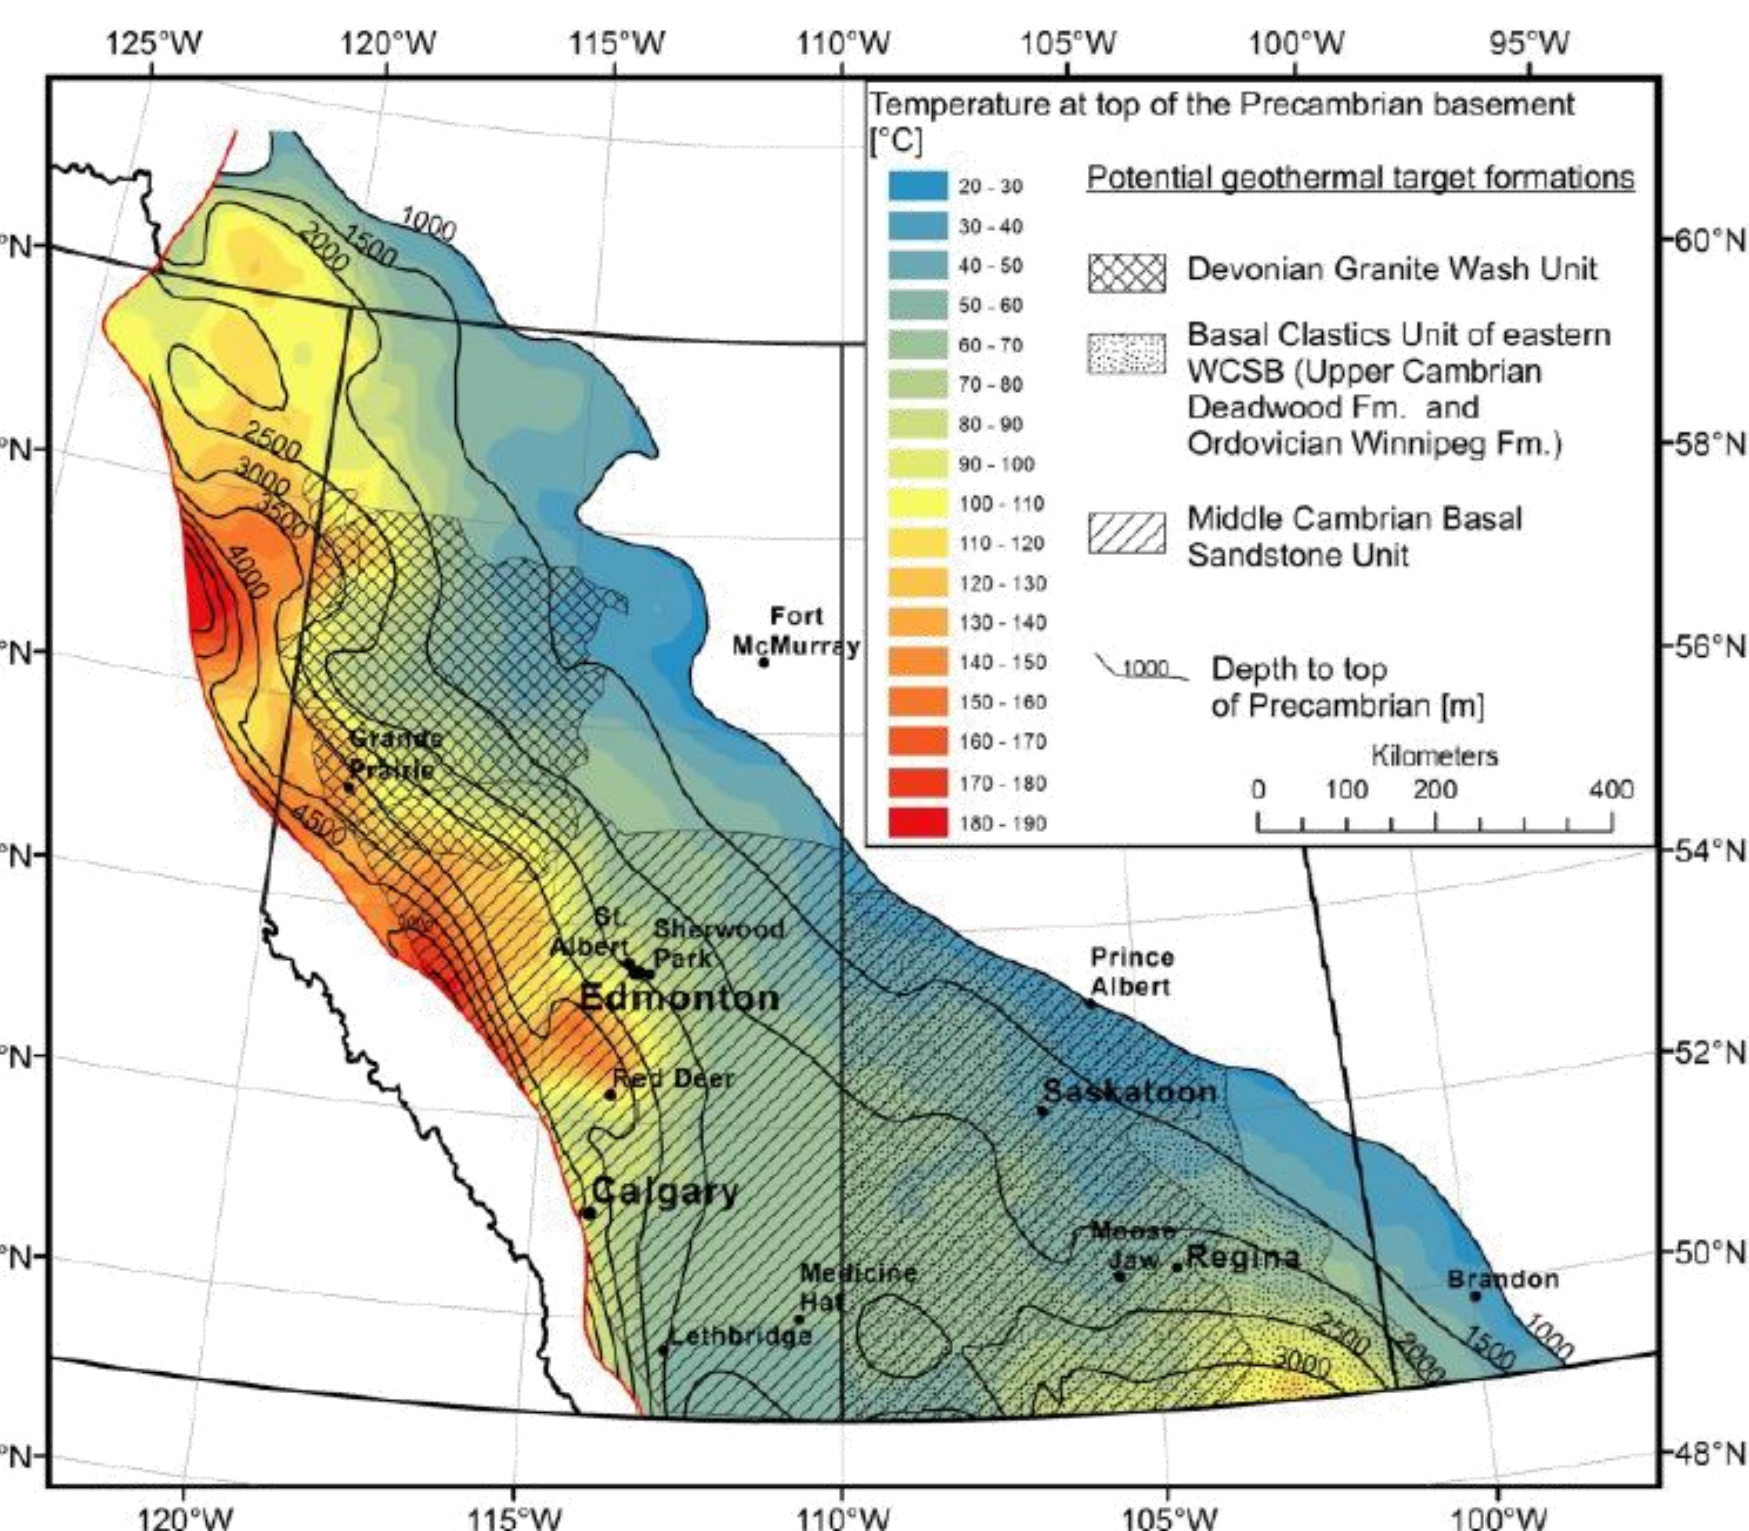 125°W 120°W 115°W 110°W 105°W 100°W 95°W
Temperature at top of the Precambrian basement
[°C]
20 - 30
30 - 40
40 - 50
50 - 60
60 - 70
70 - 80
80 - 90
90 - 100
100 - 110
110 - 120
120 - 130
130 - 140
140 - 150
150 - 160
160 - 170
170 - 180
180 - 190
Potential geothermal target formations
Devonian Granite Wash Unit
Basal Clastics Unit of eastern
WCSB (Upper Cambrian
Deadwood Fm. and
Ordovician Winnipeg Fm.)
Middle Cambrian Basal
Sandstone Unit
1000
Depth to top
of Precambrian [m]
Kilometers
0 100 200 400
60°N
58°N
56°N
54°N
52°N
50°N
48°N
°N
°N
°N
°N
°N
°N
°N
1000
1500
2000
2500
3000
3500
4000
4500
5000
Fort
McMurray
Grande
Prairie
St.
Albert
Sherwood
Park
Edmonton
Red Deer
Calgary
Medicine
Hat
Lethbridge
Prince
Albert
Saskatoon
Moose
Jaw
Regina
Brandon
2500
3000
2000
1500
1000
120°W 115°W 110°W 105°W 100°W